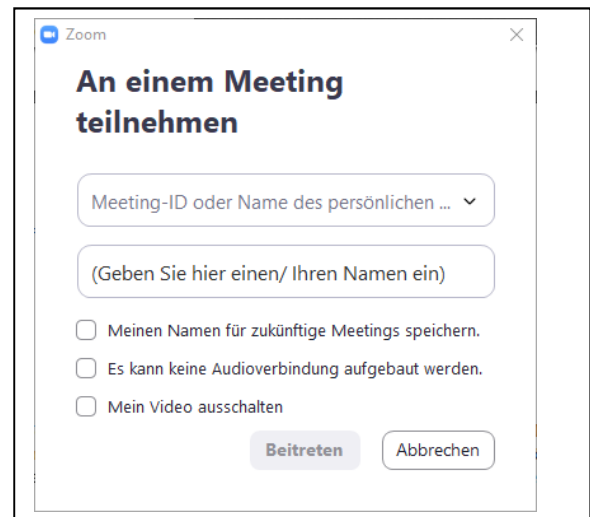 Zoom
An einem Meeting
teilnehmen
Meeting-ID oder Name des persönlichen ...
(Geben Sie hier einen/ Ihren Namen ein)
Meinen Namen für zukünftige Meetings speichern.
Es kann keine Audioverbindung aufgebaut werden.
Mein Video ausschalten
Beitreten Abbrechen